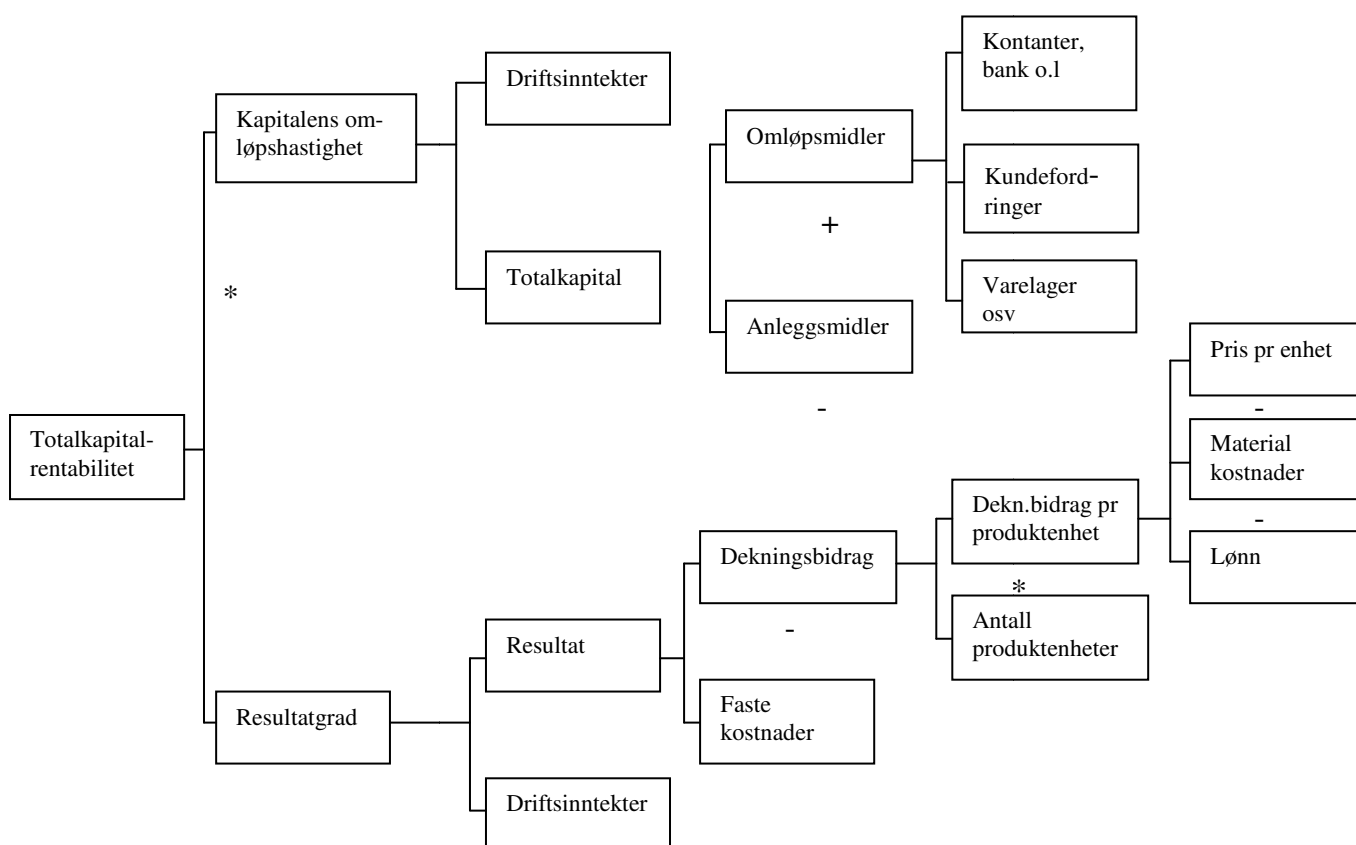 Kontanter,
bank o.l
Driftsinntekter
Kapitalens om-
løpshastighet
Omløpsmidler
Kundeford-
ringer
+
Totalkapital
Varelager
osv
*
Anleggsmidler
Pris pr enhet
-
-
Totalkapital-
rentabilitet
Material
kostnader
Dekn.bidrag pr
produktenhet
-
Dekningsbidrag
Lønn
*
Antall
produktenheter
-
Resultat
Resultatgrad
Faste
kostnader
Driftsinntekter